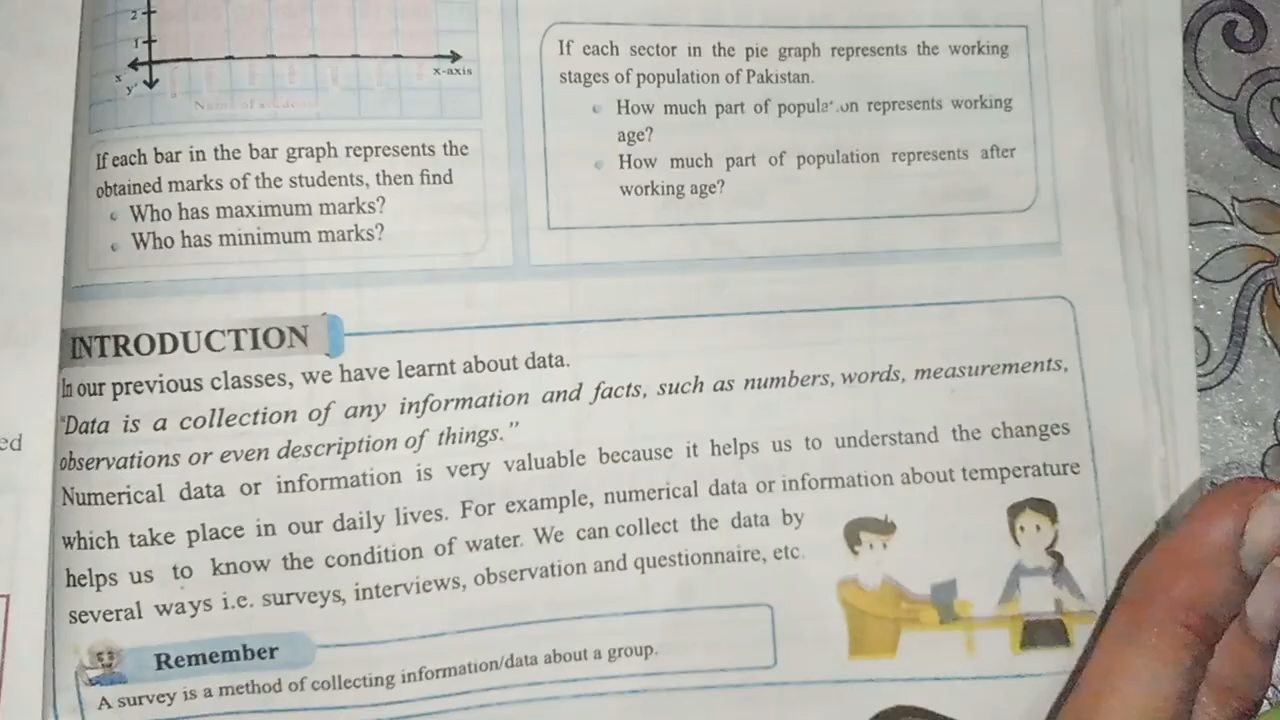 2
1
x'
y'
x-axis
Name of students
If each bar in the bar graph represents the
obtained marks of the students, then find
Who has maximum marks?
Who has minimum marks?
If each sector in the pie graph represents the working
stages of population of Pakistan.
How much part of population represents working
age?
How much part of population represents after
working age?
ed
INTRODUCTION
In our previous classes, we have learnt about data.
"Data is a collection of any information and facts, such as numbers, words, measurements,
observations or even description of things."
Numerical data or information is very valuable because it helps us to understand the changes
which take place in our daily lives. For example, numerical data or information about temperature
helps us to know the condition of water. We can collect the data by
several ways i.e. surveys, interviews, observation and questionnaire, etc.
Remember
A survey is a method of collecting information/data about a group.